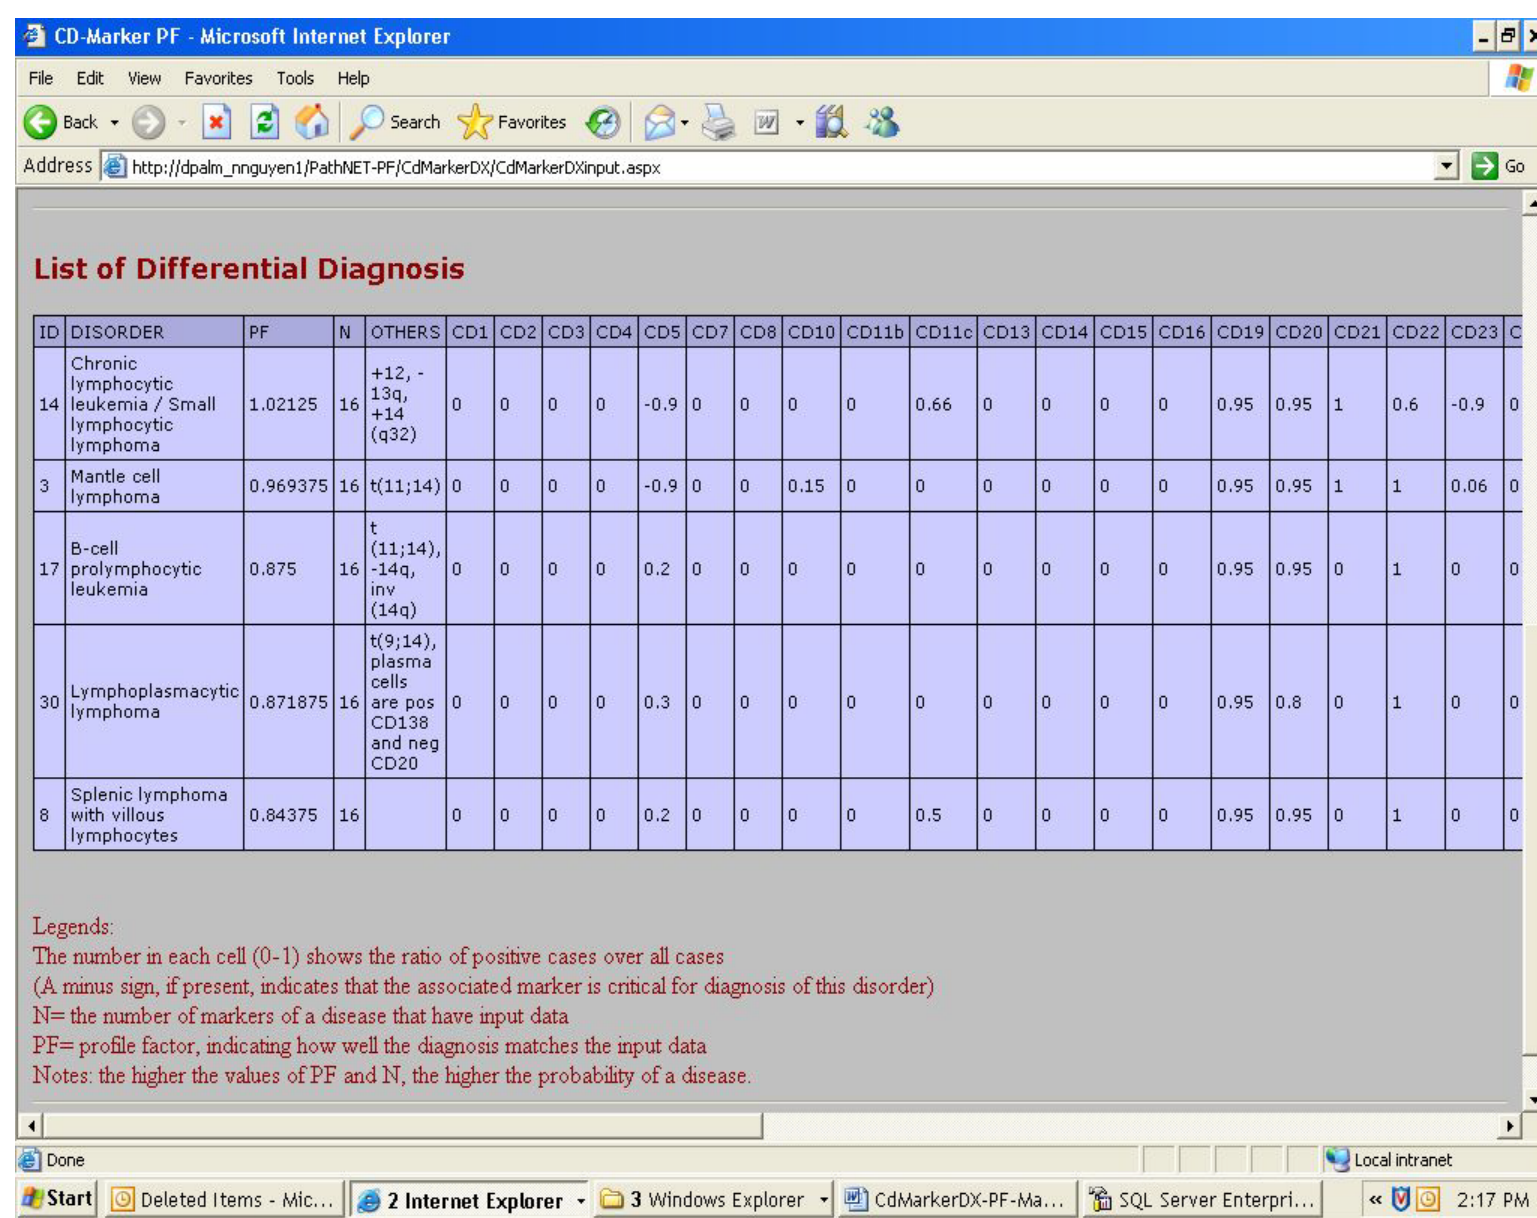 CD-Marker PF - Microsoft Internet Explorer
File Edit View Favorites Tools Help
Back Search Favorites
Address http://dpalm_nnguyen1/PathNET-PF/CdMarkerDX/CdMarkerDXinput.aspx Go
List of Differential Diagnosis
ID DISORDER PF N OTHERS CD1 CD2 CD3 CD4 CD5 CD7 CD8 CD10 CD11b CD11c CD13 CD14 CD15 CD16 CD19 CD20 CD21 CD22 CD23 C
Chronic
lymphocytic
leukemia / Small
lymphocytic
lymphoma
+12, -
13q,
+14
(q32)
14 1.02125 16 0 0 0 0 -0.9 0 0 0 0 0.66 0 0 0 0 0.95 0.95 1 0.6 -0.9 0
Mantle cell
lymphoma
3 0.969375 16 t(11;14) 0 0 0 0 -0.9 0 0 0.15 0 0 0 0 0 0 0.95 0.95 1 1 0.06 0
B-cell
prolymphocytic
leukemia
t
(11;14),
-14q,
inv
(14q)
17 0.875 16 0 0 0 0 0.2 0 0 0 0 0 0 0 0 0 0.95 0.95 0 1 0 0
Lymphoplasmacytic
lymphoma
t(9;14),
plasma
cells
are pos
CD138
and neg
CD20
30 0.871875 16 0 0 0 0 0.3 0 0 0 0 0 0 0 0 0 0.95 0.8 0 1 0 0
Splenic lymphoma
with villous
lymphocytes
8 0.84375 16 0 0 0 0 0.2 0 0 0 0 0.5 0 0 0 0 0.95 0.95 0 1 0 0
Legends:
The number in each cell (0-1) shows the ratio of positive cases over all cases
(A minus sign, if present, indicates that the associated marker is critical for diagnosis of this disorder)
N= the number of markers of a disease that have input data
PF= profile factor, indicating how well the diagnosis matches the input data
Notes: the higher the values of PF and N, the higher the probability of a disease.
Done Local intranet
Start Deleted Items - Mic... 2 Internet Explorer 3 Windows Explorer CdMarkerDX-PF-Ma... SQL Server Enterpri... « 2:17 PM